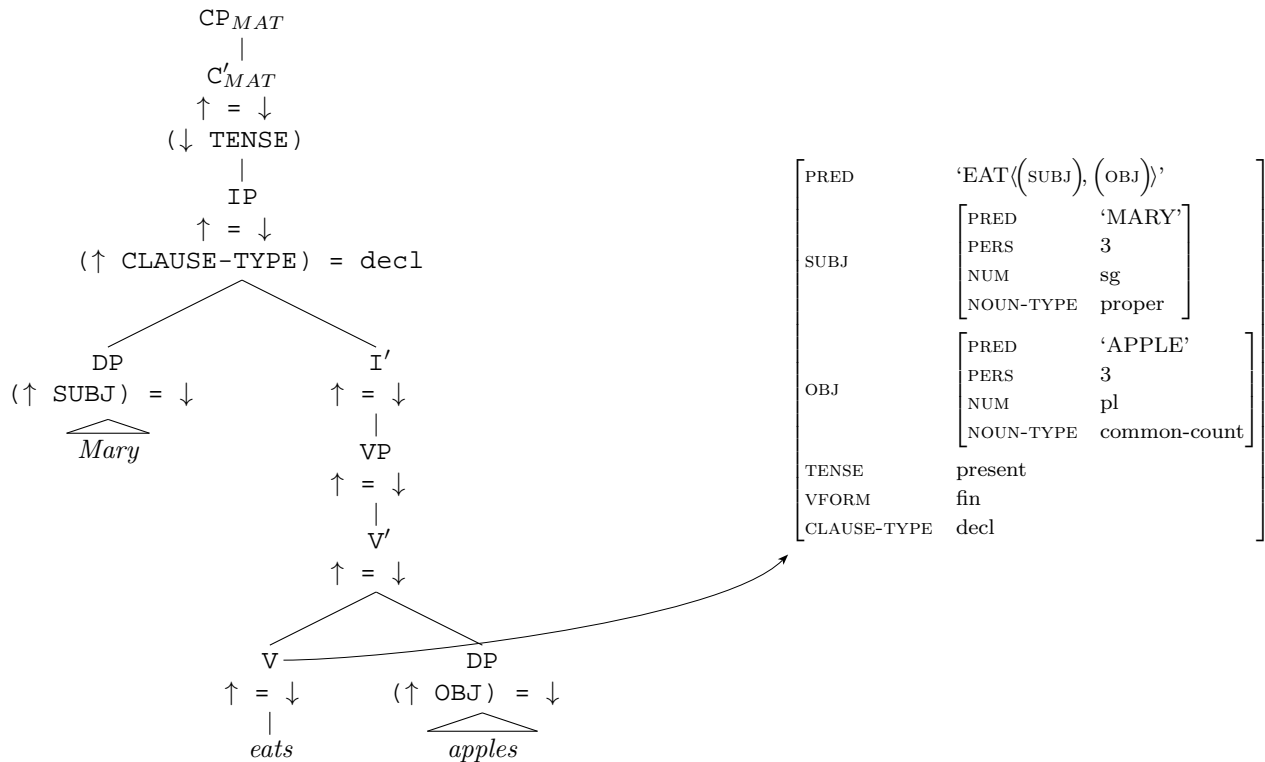 CP_MAT
C′_MAT
↑ = ↓
(↓ TENSE)
IP
↑ = ↓
(↑ CLAUSE-TYPE) = decl
DP I′
(↑ SUBJ) = ↓ ↑ = ↓
Mary VP
↑ = ↓
V′
↑ = ↓
V DP
↑ = ↓ (↑ OBJ) = ↓
eats apples
PRED ‘EAT⟨(SUBJ), (OBJ)⟩’
SUBJ
PRED ‘MARY’
PERS 3
NUM sg
NOUN-TYPE proper
OBJ
PRED ‘APPLE’
PERS 3
NUM pl
NOUN-TYPE common-count
TENSE present
VFORM fin
CLAUSE-TYPE decl